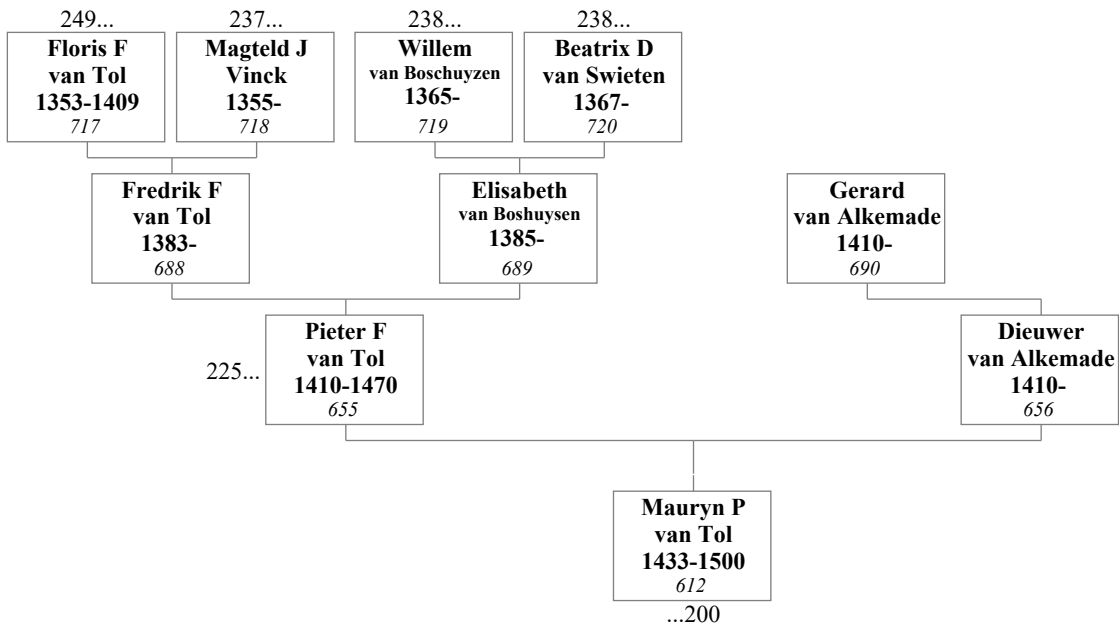 249...
237...
238...
238...
Floris F
van Tol
1353-1409
717
Magteld J
Vinck
1355-
718
Willem
van Boschuyzen
1365-
719
Beatrix D
van Swieten
1367-
720
Fredrik F
van Tol
1383-
688
Elisabeth
van Boshuysen
1385-
689
Gerard
van Alkemade
1410-
690
225...
Pieter F
van Tol
1410-1470
655
Dieuwer
van Alkemade
1410-
656
Mauryn P
van Tol
1433-1500
612
...200